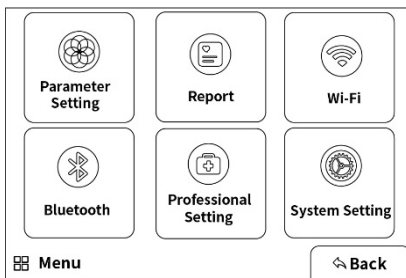 Parameter
Setting
Report
Wi-Fi
Bluetooth
Professional
Setting
System Setting
Menu
Back